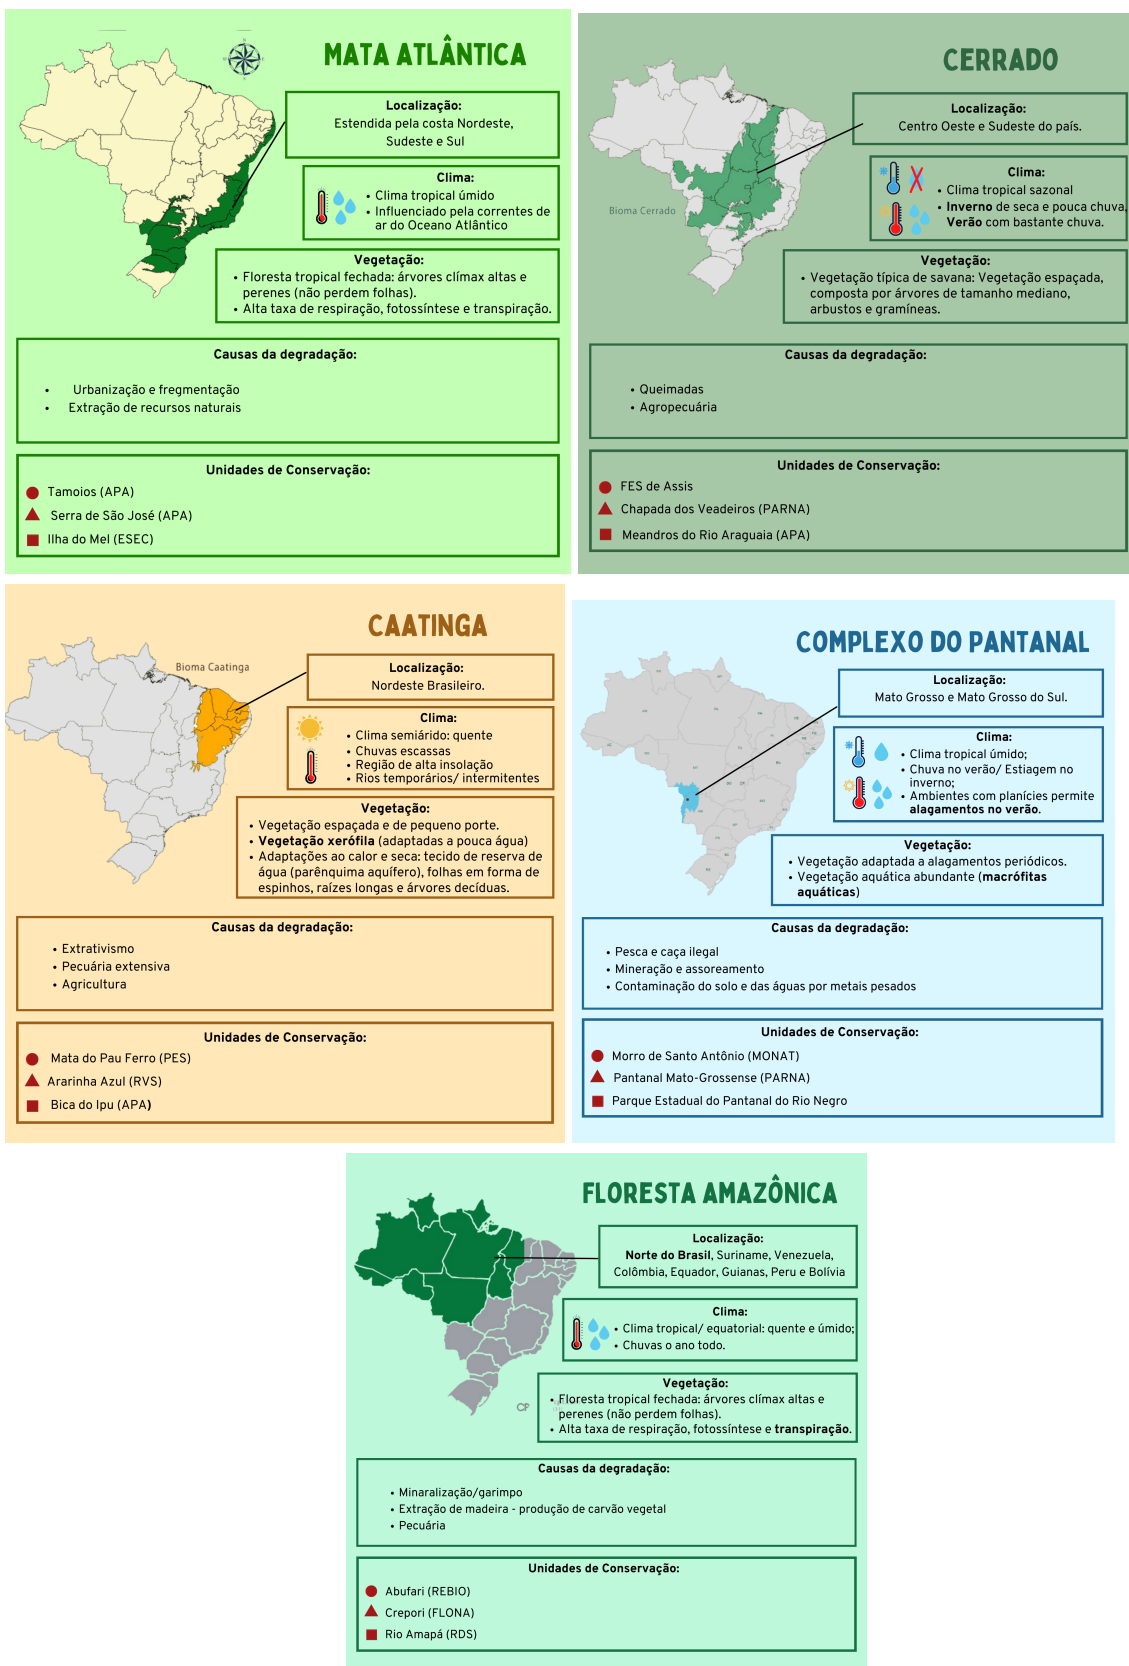 MATA ATLÂNTICA
Localização:
Estendida pela costa Nordeste,
Sudeste e Sul
Clima:
• Clima tropical úmido
• Influenciado pela correntes de
ar do Oceano Atlântico
Vegetação:
• Floresta tropical fechada: árvores clímax altas e
perenes (não perdem folhas).
• Alta taxa de respiração, fotossíntese e transpiração.
Causas da degradação:
• Urbanização e fregmentação
• Extração de recursos naturais
Unidades de Conservação:
Tamoios (APA)
Serra de São José (APA)
Ilha do Mel (ESEC)
CERRADO
Localização:
Centro Oeste e Sudeste do país.
Clima:
• Clima tropical sazonal
• Inverno de seca e pouca chuva,
Verão com bastante chuva.
Bioma Cerrado
Vegetação:
• Vegetação típica de savana: Vegetação espaçada,
composta por árvores de tamanho mediano,
arbustos e gramíneas.
Causas da degradação:
• Queimadas
• Agropecuária
Unidades de Conservação:
FES de Assis
Chapada dos Veadeiros (PARNA)
Meandros do Rio Araguaia (APA)
CAATINGA
Bioma Caatinga
Localização:
Nordeste Brasileiro.
Clima:
• Clima semiárido: quente
• Chuvas escassas
• Região de alta insolação
• Rios temporários/ intermitentes
Vegetação:
• Vegetação espaçada e de pequeno porte.
• Vegetação xerófila (adaptadas a pouca água)
• Adaptações ao calor e seca: tecido de reserva de
água (parênquima aquífero), folhas em forma de
espinhos, raízes longas e árvores decíduas.
Causas da degradação:
• Extrativismo
• Pecuária extensiva
• Agricultura
Unidades de Conservação:
Mata do Pau Ferro (PES)
Ararinha Azul (RVS)
Bica do Ipu (APA)
COMPLEXO DO PANTANAL
Localização:
Mato Grosso e Mato Grosso do Sul.
Clima:
• Clima tropical úmido;
• Chuva no verão/ Estiagem no
inverno;
• Ambientes com planícies permite
alagamentos no verão.
Vegetação:
• Vegetação adaptada a alagamentos periódicos.
• Vegetação aquática abundante (macrófitas
aquáticas)
Causas da degradação:
• Pesca e caça ilegal
• Mineração e assoreamento
• Contaminação do solo e das águas por metais pesados
Unidades de Conservação:
Morro de Santo Antônio (MONAT)
Pantanal Mato-Grossense (PARNA)
Parque Estadual do Pantanal do Rio Negro
FLORESTA AMAZÔNICA
Localização:
Norte do Brasil, Suriname, Venezuela,
Colômbia, Equador, Guianas, Peru e Bolívia
Clima:
• Clima tropical/ equatorial: quente e úmido;
• Chuvas o ano todo.
Vegetação:
• Floresta tropical fechada: árvores clímax altas e
perenes (não perdem folhas).
• Alta taxa de respiração, fotossíntese e transpiração.
CP
Causas da degradação:
• Minaralização/garimpo
• Extração de madeira - produção de carvão vegetal
• Pecuária
Unidades de Conservação:
Abufari (REBIO)
Crepori (FLONA)
Rio Amapá (RDS)